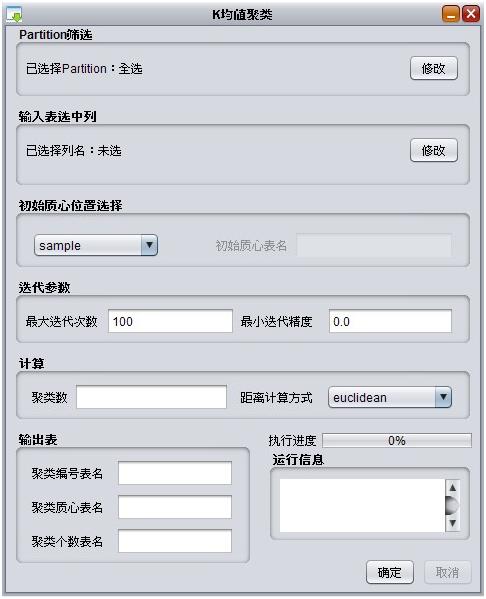 K均值聚类
Partition筛选
已选择Partition：全选
修改
输入表选中列
已选择列名：未选
修改
初始质心位置选择
sample
初始质心表名
迭代参数
最大迭代次数 100 最小迭代精度 0.0
计算
聚类数 距离计算方式 euclidean
输出表
执行进度 0%
运行信息
聚类编号表名
聚类质心表名
聚类个数表名
确定 取消